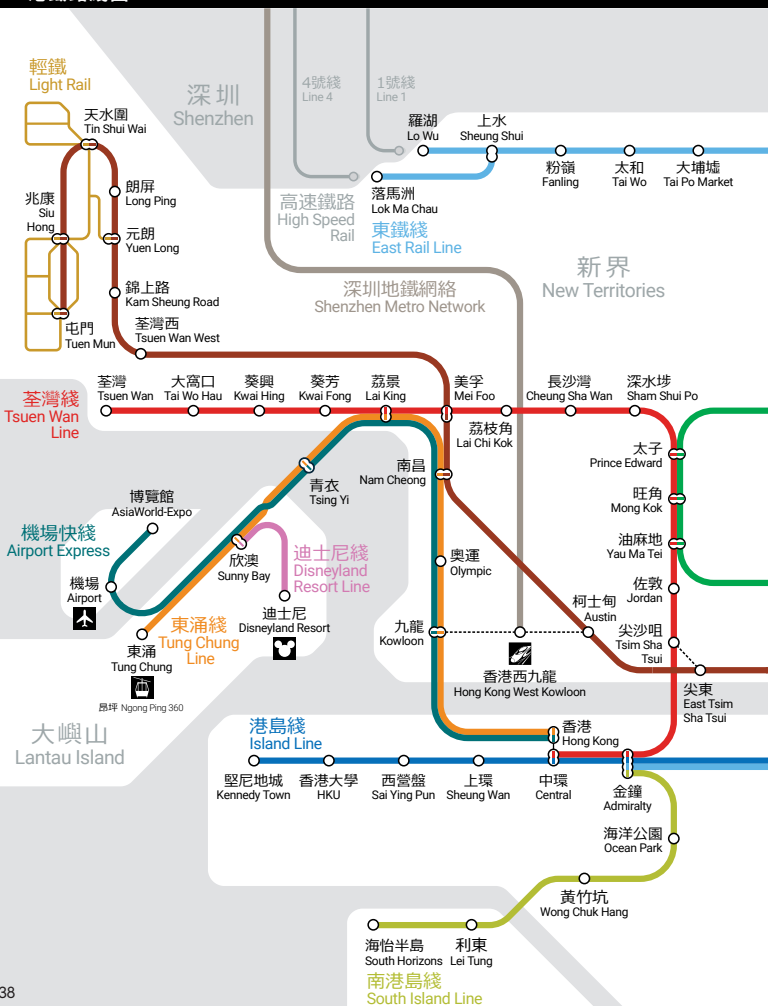 輕鐵
Light Rail
天水圍
Tin Shui Wai
深圳
Shenzhen
4號綫
Line 4
1號綫
Line 1
羅湖
Lo Wu
上水
Sheung Shui
粉嶺
Fanling
太和
Tai Wo
大埔墟
Tai Po Market
兆康
Siu
Hong
朗屏
Long Ping
元朗
Yuen Long
落馬洲
Lok Ma Chau
高速鐵路
High Speed
Rail
東鐵綫
East Rail Line
錦上路
Kam Sheung Road
屯門
Tuen Mun
荃灣西
Tsuen Wan West
深圳地鐵網絡
Shenzhen Metro Network
新界
New Territories
荃灣綫
Tsuen Wan
Line
荃灣
Tsuen Wan
大窩口
Tai Wo Hau
葵興
Kwai Hing
葵芳
Kwai Fong
荔景
Lai King
美孚
Mei Foo
荔枝角
Lai Chi Kok
長沙灣
Cheung Sha Wan
深水埗
Sham Shui Po
太子
Prince Edward
旺角
Mong Kok
油麻地
Yau Ma Tei
佐敦
Jordan
尖沙咀
Tsim Sha
Tsui
尖東
East Tsim
Sha Tsui
南昌
Nam Cheong
青衣
Tsing Yi
博覽館
AsiaWorld-Expo
機場快綫
Airport Express
欣澳
Sunny Bay
迪士尼綫
Disneyland
Resort Line
奧運
Olympic
機場
Airport
迪士尼
Disneyland Resort
東涌綫
Tung Chung
Line
東涌
Tung Chung
昂坪 Ngong Ping 360
九龍
Kowloon
柯士甸
Austin
香港西九龍
Hong Kong West Kowloon
大嶼山
Lantau Island
港島綫
Island Line
香港
Hong Kong
堅尼地城
Kennedy Town
香港大學
HKU
西營盤
Sai Ying Pun
上環
Sheung Wan
中環
Central
金鐘
Admiralty
海洋公園
Ocean Park
黃竹坑
Wong Chuk Hang
海怡半島
South Horizons
利東
Lei Tung
南港島綫
South Island Line
38